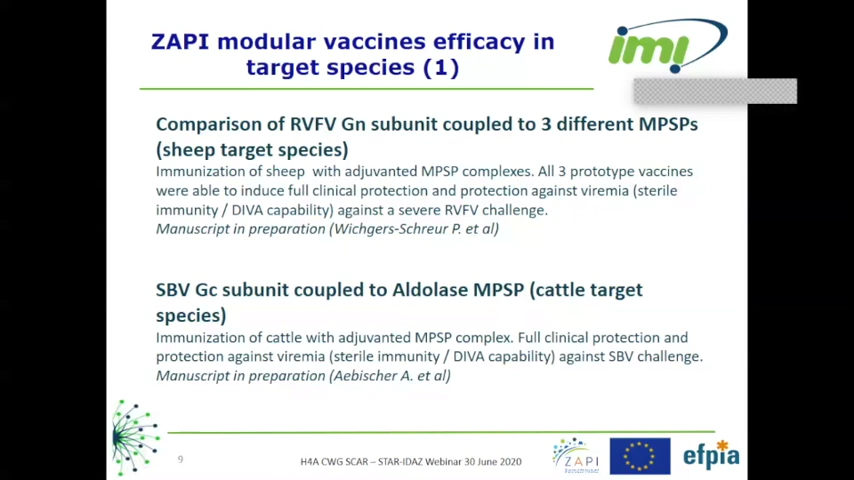 ZAPI modular vaccines efficacy in
target species (1)
imi
Comparison of RVFV Gn subunit coupled to 3 different MPSPs
(sheep target species)
Immunization of sheep with adjuvanted MPSP complexes. All 3 prototype vaccines
were able to induce full clinical protection and protection against viremia (sterile
immunity / DIVA capability) against a severe RVFV challenge.
Manuscript in preparation (Wichgers-Schreur P. et al)
SBV Gc subunit coupled to Aldolase MPSP (cattle target
species)
Immunization of cattle with adjuvanted MPSP complex. Full clinical protection and
protection against viremia (sterile immunity / DIVA capability) against SBV challenge.
Manuscript in preparation (Aebischer A. et al)
9
H4A CWG SCAR – STAR-IDAZ Webinar 30 June 2020
ZAPI
efpia